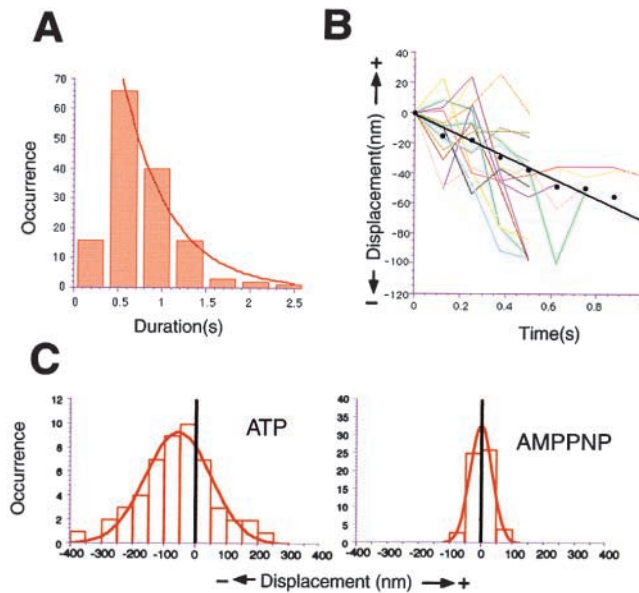 A
70
60
50
40
30
20
10
0
Occurrence
0 0.5 1 1.5 2.0 2.5
Duration(s)
B
40
20
0
-20
-40
-60
-80
-100
-120
- Displacement(nm) +
0 0.2 0.4 0.6 0.8
Time(s)
C
12
10
8
6
4
2
0
Occurrence
ATP
-400 -300 -200 -100 0 100 200 300 400
40
35
30
25
20
15
10
5
0
AMPPNP
-400 -300 -200 -100 0 100 200 300 400
- Displacement (nm) +